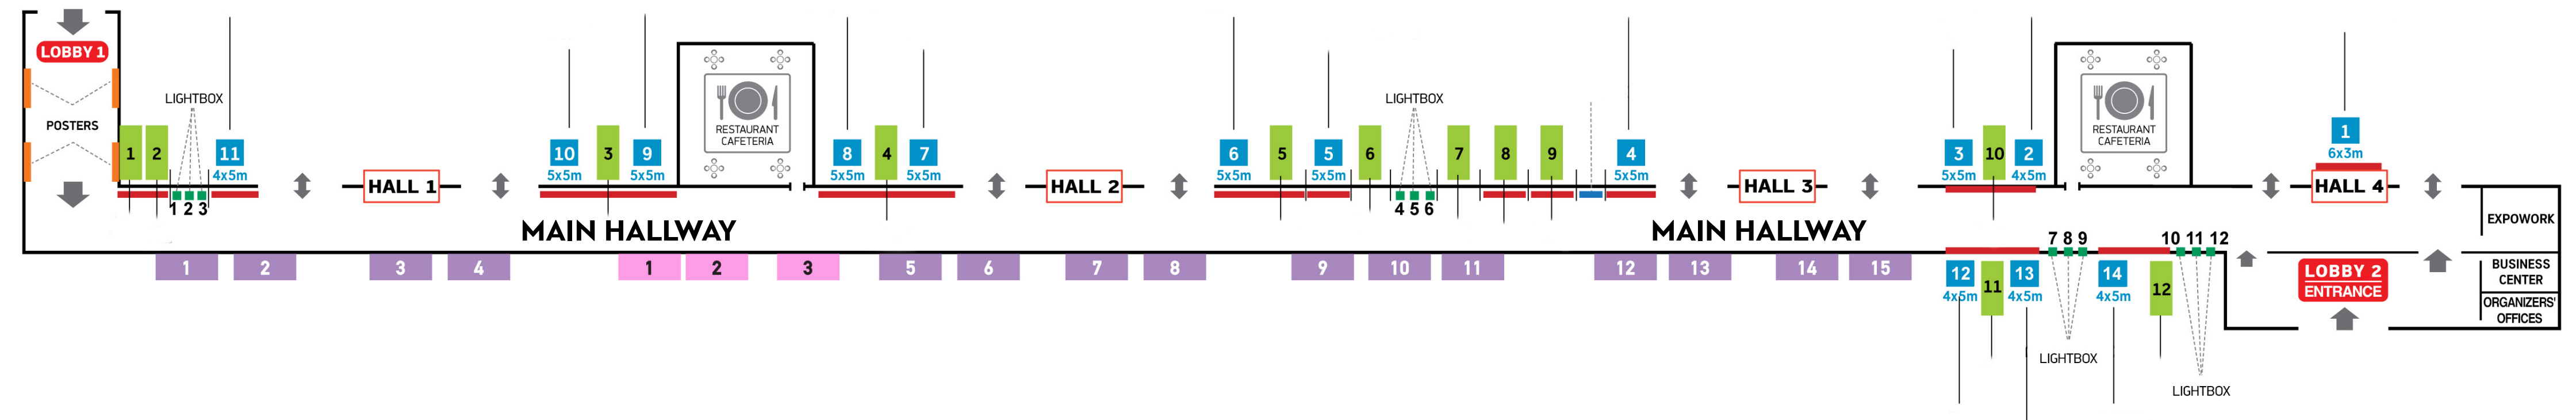 LOBBY 1
POSTERS
LIGHTBOX
1 2
1 2 3
11
4x5m
HALL 1
10
5x5m
3
9
5x5m
RESTAURANT
CAFETERIA
8
5x5m
4
7
5x5m
HALL 2
6
5x5m
5
5
5x5m
6
LIGHTBOX
4 5 6
7
8
9
4
5x5m
HALL 3
3
5x5m
10
2
4x5m
RESTAURANT
CAFETERIA
1
6x3m
HALL 4
MAIN HALLWAY
MAIN HALLWAY
EXPOWORK
1 2 3 4
1 2 3
5 6 7 8 9 10 11 12 13 14 15
12
4x5m
11
13
4x5m
7 8 9
LIGHTBOX
14
4x5m
12
10 11 12
LIGHTBOX
LOBBY 2
ENTRANCE
BUSINESS
CENTER
ORGANIZERS'
OFFICES